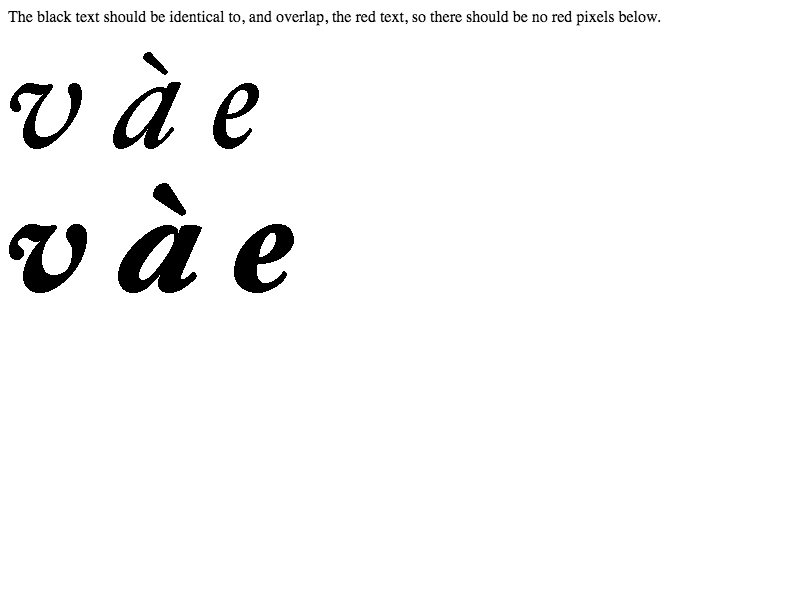 The black text should be identical to, and overlap, the red text, so there should be no red pixels below.
v à e
v à e